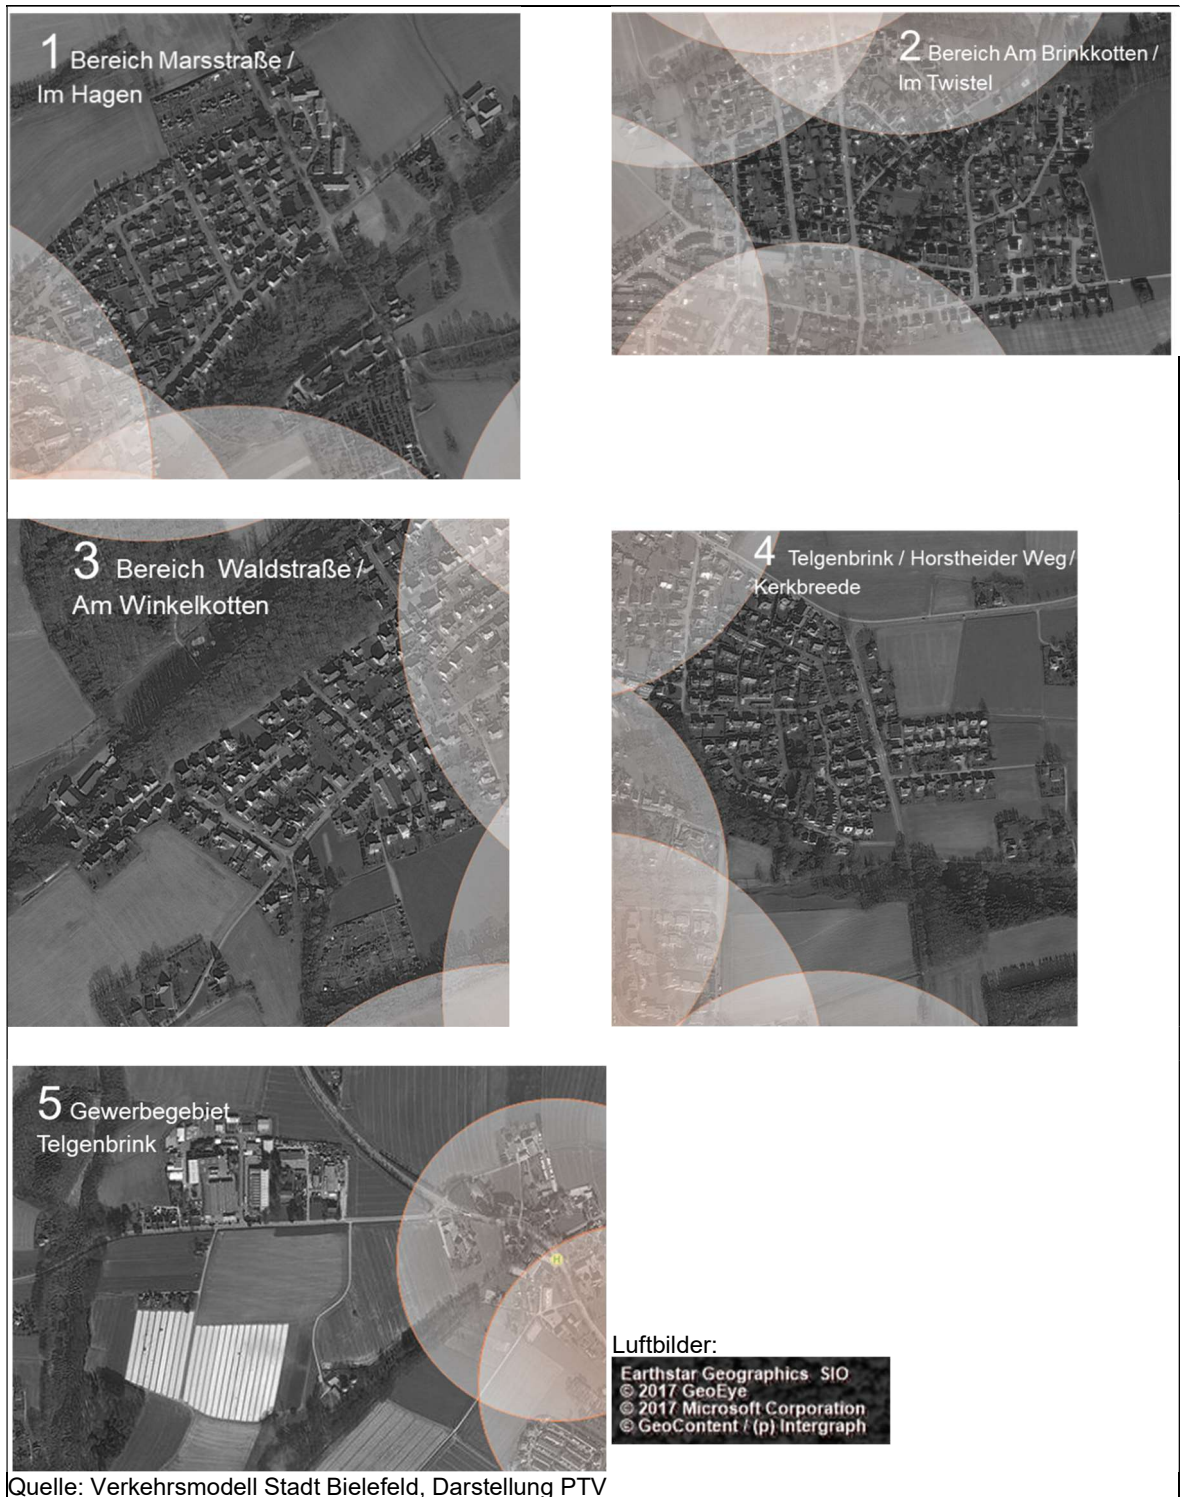 1 Bereich Marsstraße /
Im Hagen
2 Bereich Am Brinkkotten /
Im Twistel
3 Bereich Waldstraße /
Am Winkelkotten
4 Telgenbrink / Horstheider Weg /
Kerkbreede
5 Gewerbegebiet
Telgenbrink
H
Luftbilder:
Earthstar Geographics SIO
© 2017 GeoEye
© 2017 Microsoft Corporation
© GeoContent / (p) Intergraph
Quelle: Verkehrsmodell Stadt Bielefeld, Darstellung PTV